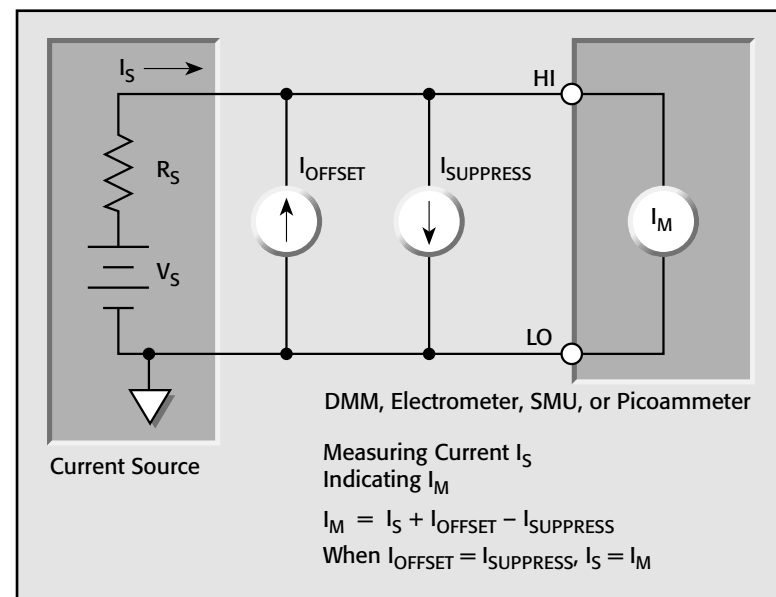 I_S
HI
R_S
I_OFFSET
I_SUPPRESS
I_M
V_S
LO
DMM, Electrometer, SMU, or Picoammeter
Current Source
Measuring Current I_S
Indicating I_M
I_M = I_S + I_OFFSET – I_SUPPRESS
When I_OFFSET = I_SUPPRESS, I_S = I_M